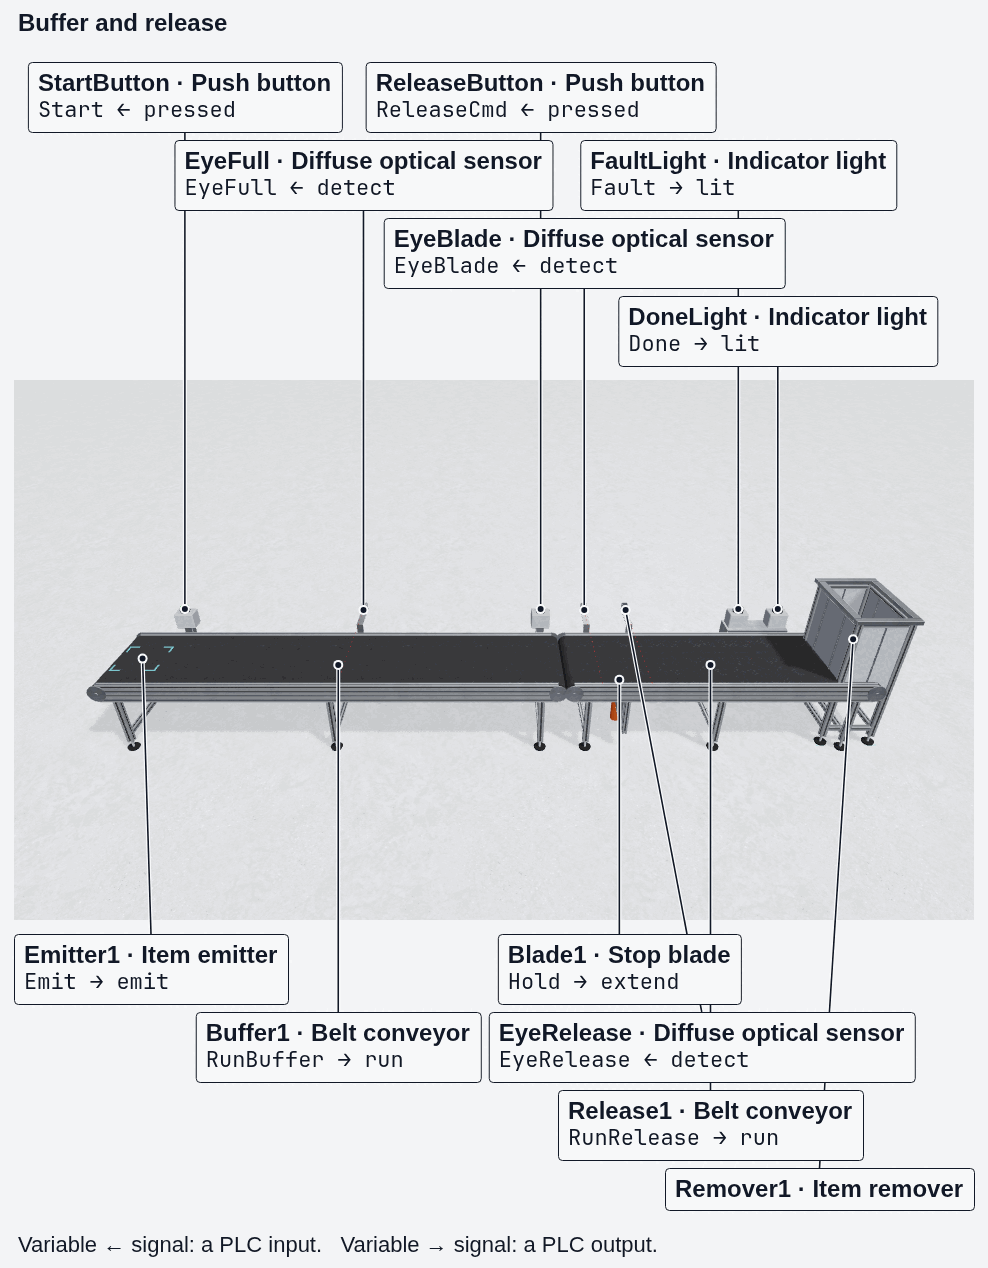 Buffer and release
StartButton · Push button
Start ← pressed
ReleaseButton · Push button
ReleaseCmd ← pressed
EyeFull · Diffuse optical sensor
EyeFull ← detect
FaultLight · Indicator light
Fault → lit
EyeBlade · Diffuse optical sensor
EyeBlade ← detect
DoneLight · Indicator light
Done → lit
Emitter1 · Item emitter
Emit → emit
Blade1 · Stop blade
Hold → extend
Buffer1 · Belt conveyor
RunBuffer → run
EyeRelease · Diffuse optical sensor
EyeRelease ← detect
Release1 · Belt conveyor
RunRelease → run
Remover1 · Item remover
Variable ← signal: a PLC input. Variable → signal: a PLC output.